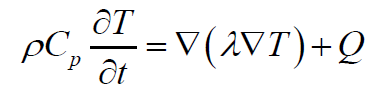 ρC_p ∂T/∂t = ∇(λ∇T) + Q